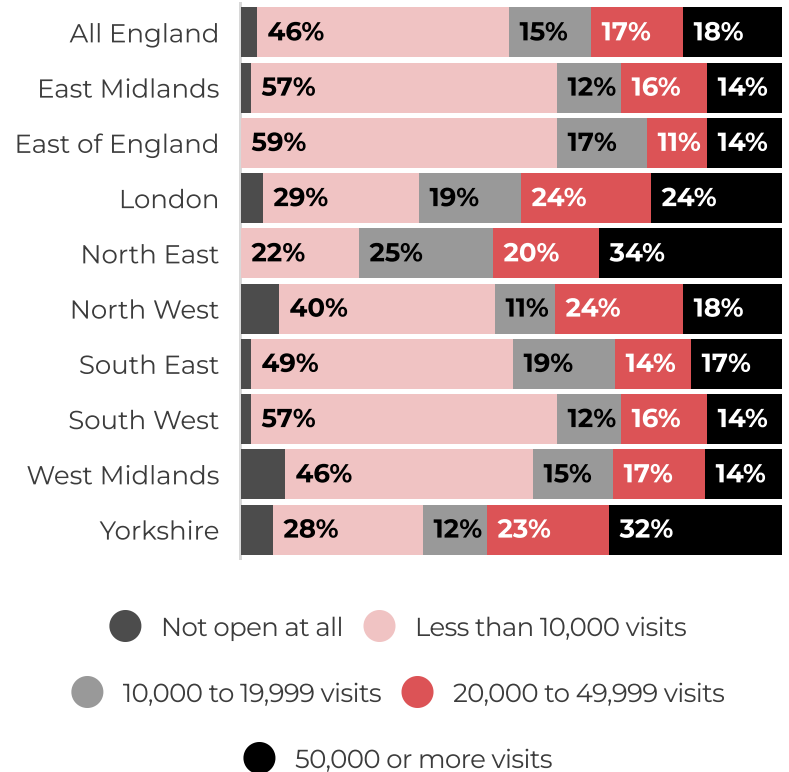 All England 46% 15% 17% 18%
East Midlands 57% 12% 16% 14%
East of England 59% 17% 11% 14%
London 29% 19% 24% 24%
North East 22% 25% 20% 34%
North West 40% 11% 24% 18%
South East 49% 19% 14% 17%
South West 57% 12% 16% 14%
West Midlands 46% 15% 17% 14%
Yorkshire 28% 12% 23% 32%
Not open at all Less than 10,000 visits
10,000 to 19,999 visits 20,000 to 49,999 visits
50,000 or more visits